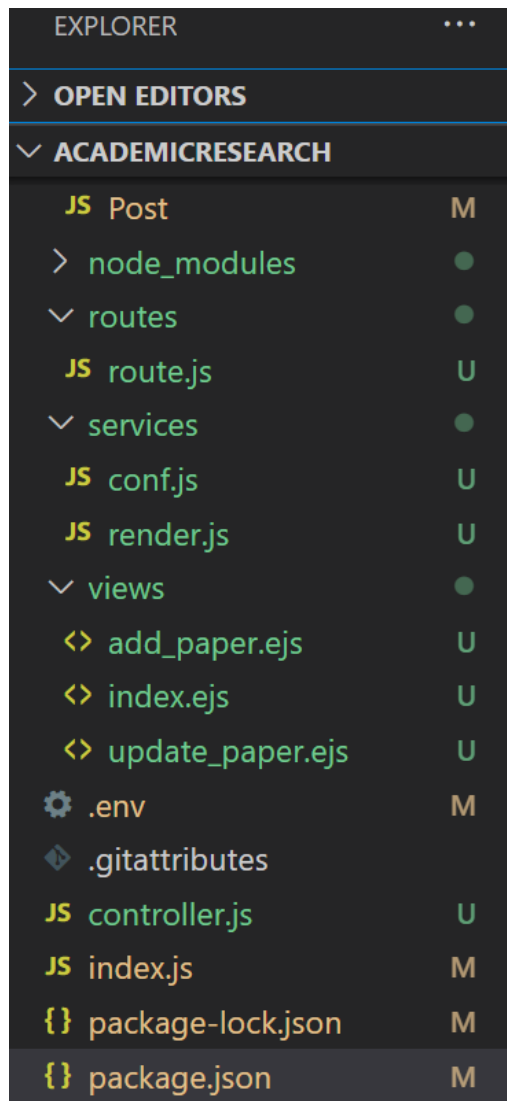 EXPLORER ...
> OPEN EDITORS
ACADEMICRESEARCH
JS Post M
> node_modules
routes
JS route.js U
services
JS conf.js U
JS render.js U
views
<> add_paper.ejs U
<> index.ejs U
<> update_paper.ejs U
.env M
.gitattributes
JS controller.js U
JS index.js M
{} package-lock.json M
{} package.json M